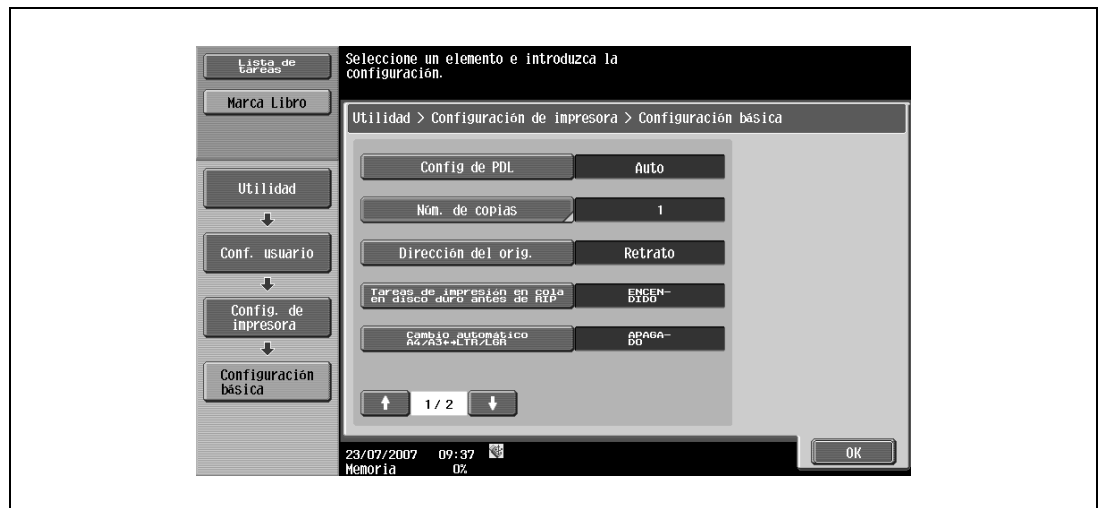 Lista de
tareas
Marca Libro
Seleccione un elemento e introduzca la
configuración.
Utilidad > Configuración de impresora > Configuración básica
Utilidad
Conf. usuario
Config. de
impresora
Configuración
básica
Config de PDL
Auto
Núm. de copias
1
Dirección del orig.
Retrato
Tareas de impresión en cola
en disco duro antes de RIP
ENCEN-
DIDO
Cambio automático
A4/A3↔LTR/LGR
APAGA-
DO
1/ 2
23/07/2007 09:37
Memoria 0%
OK